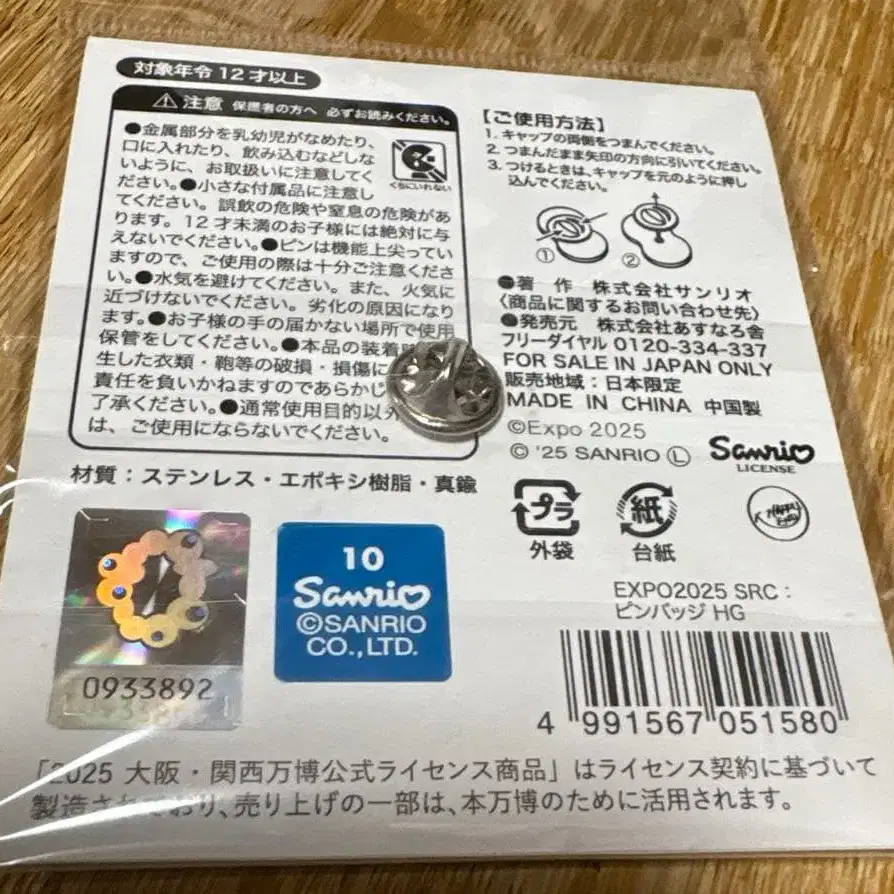 対象年令12才以上
注意 保護者の方へ 必ずお読みください。
●金属部分を乳幼児がなめたり、
口に入れたり、飲み込むなどしな
いように、お取扱いに注意してく
ださい。●小さな付属品に注意し
てください。誤飲の危険や窒息の危険があ
ります。12才未満のお子様には絶対に与
えないでください。●ピンは機能上尖ってい
ますので、ご使用の際は十分ご注意くださ
い。●水気を避けてください。また、火気に
近づけないでください。劣化の原因になり
ます。●お子様の手の届かない場所で使用
保管をしてください。●本品の装着
生した衣類・鞄等の破損・損傷に
責任を負いかねますのであらかじ
了承ください。●通常使用目的以外
は、ご使用にならないでください。
くちにいれない
材質：ステンレス・エポキシ樹脂・真鍮
【ご使用方法】
1. キャップの両側をつまんでください。
2. つまんだまま矢印の方向に引いてください。
3. つけるときは、キャップを元のように押し
込んでください。
① ②
●著 作 株式会社サンリオ
〈商品に関するお問い合わせ先〉
●発売元 株式会社あすなろ舎
フリーダイヤル 0120-334-337
FOR SALE IN JAPAN ONLY
販売地域：日本限定
MADE IN CHINA 中国製
©Expo 2025
© '25 SANRIO Ⓛ
Sanrio
LICENSE
プラ
外袋
紙
台紙
0933892
10
Sanrio
©SANRIO
CO.,LTD.
EXPO2025 SRC：
ピンバッジ HG
4 991567 051580
「2025 大阪・関西万博公式ライセンス商品」はライセンス契約に基づいて
製造されており、売り上げの一部は、本万博のために活用されます。